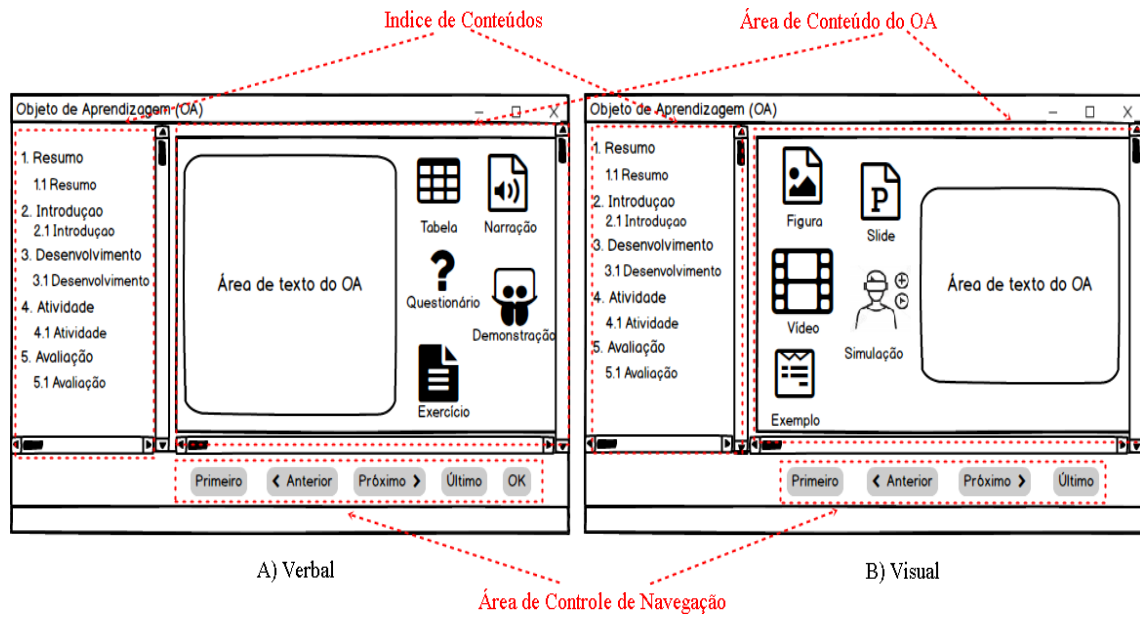 Indice de Conteúdos
Área de Conteúdo do OA
Objeto de Aprendizagem (OA)
1. Resumo
1.1 Resumo
2. Introduçao
2.1 Introduçao
3. Desenvolvimento
3.1 Desenvolvimento
4. Atividade
4.1 Atividade
5. Avaliação
5.1 Avaliação
Área de texto do OA
Tabela
Narração
Questionário
Demonstração
Exercício
Primeiro
Anterior
Próximo
Último
OK
A) Verbal
Objeto de Aprendizagem (OA)
1. Resumo
1.1 Resumo
2. Introduçao
2.1 Introduçao
3. Desenvolvimento
3.1 Desenvolvimento
4. Atividade
4.1 Atividade
5. Avaliação
5.1 Avaliação
Figura
P
Slide
Vídeo
Simulação
Exemplo
Área de texto do OA
Primeiro
Anterior
Próximo
Último
B) Visual
Área de Controle de Navegação